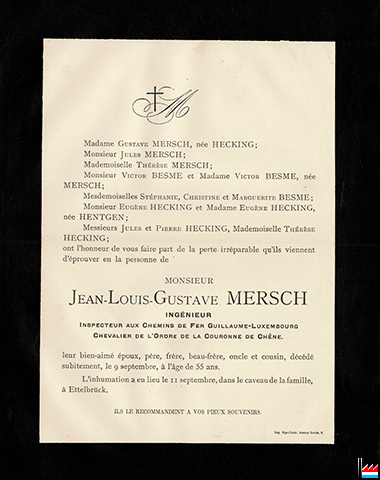 M
Madame Gustave MERSCH, née HECKING;
Monsieur Jules MERSCH;
Mademoiselle Thérèse MERSCH;
Monsieur Victor BESME et Madame Victor BESME, née
MERSCH;
Mesdemoiselles Stéphanie, Christine et Marguerite BESME;
Monsieur Eugène HECKING et Madame Eugène HECKING,
née HENTGEN;
Messieurs Jules et Pierre HECKING, Mademoiselle Thérèse
HECKING;
ont l'honneur de vous faire part de la perte irréparable qu'ils viennent
d'éprouver en la personne de
MONSIEUR
Jean-Louis-Gustave MERSCH
INGÉNIEUR
Inspecteur aux Chemins de Fer Guillaume-Luxembourg
Chevalier de l'Ordre de la Couronne de Chêne.
leur bien-aimé époux, père, frère, beau-frère, oncle et cousin, décédé
subitement, le 9 septembre, à l'âge de 55 ans.
L'inhumation a eu lieu le 11 septembre, dans le caveau de la famille,
à Ettelbrück.
ILS LE RECOMMANDENT A VOS PIEUX SOUVENIRS.